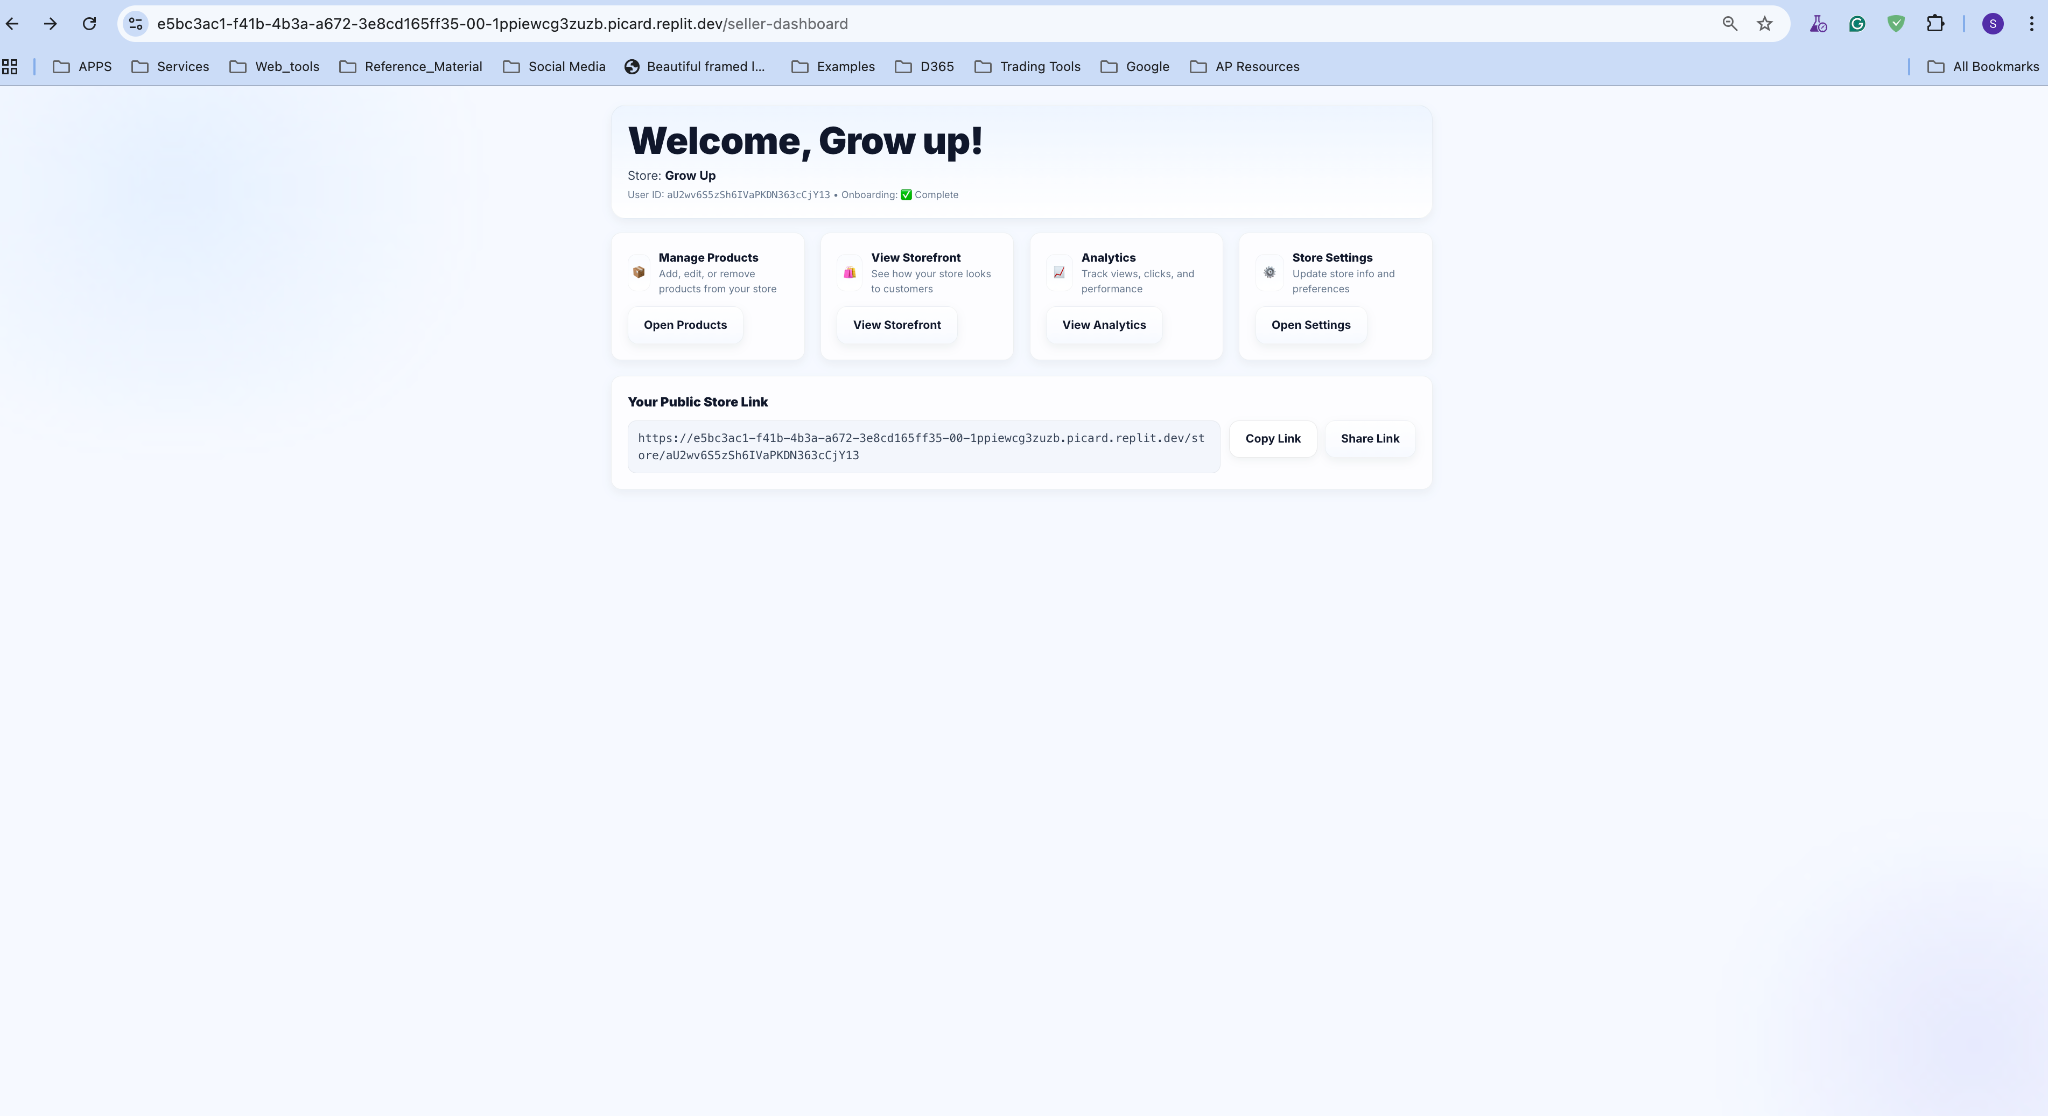 e5bc3ac1-f41b-4b3a-a672-3e8cd165ff35-00-1ppiewcg3zuzb.picard.replit.dev/seller-dashboard
S
APPS Services Web_tools Reference_Material Social Media Beautiful framed I... Examples D365 Trading Tools Google AP Resources All Bookmarks
Welcome, Grow up!
Store: Grow Up
User ID: aU2wv6S5zSh6IVaPKDN363cCjY13 • Onboarding: ✅ Complete
Manage Products
Add, edit, or remove
products from your store
Open Products
View Storefront
See how your store looks
to customers
View Storefront
Analytics
Track views, clicks, and
performance
View Analytics
Store Settings
Update store info and
preferences
Open Settings
Your Public Store Link
https://e5bc3ac1-f41b-4b3a-a672-3e8cd165ff35-00-1ppiewcg3zuzb.picard.replit.dev/st
ore/aU2wv6S5zSh6IVaPKDN363cCjY13
Copy Link
Share Link